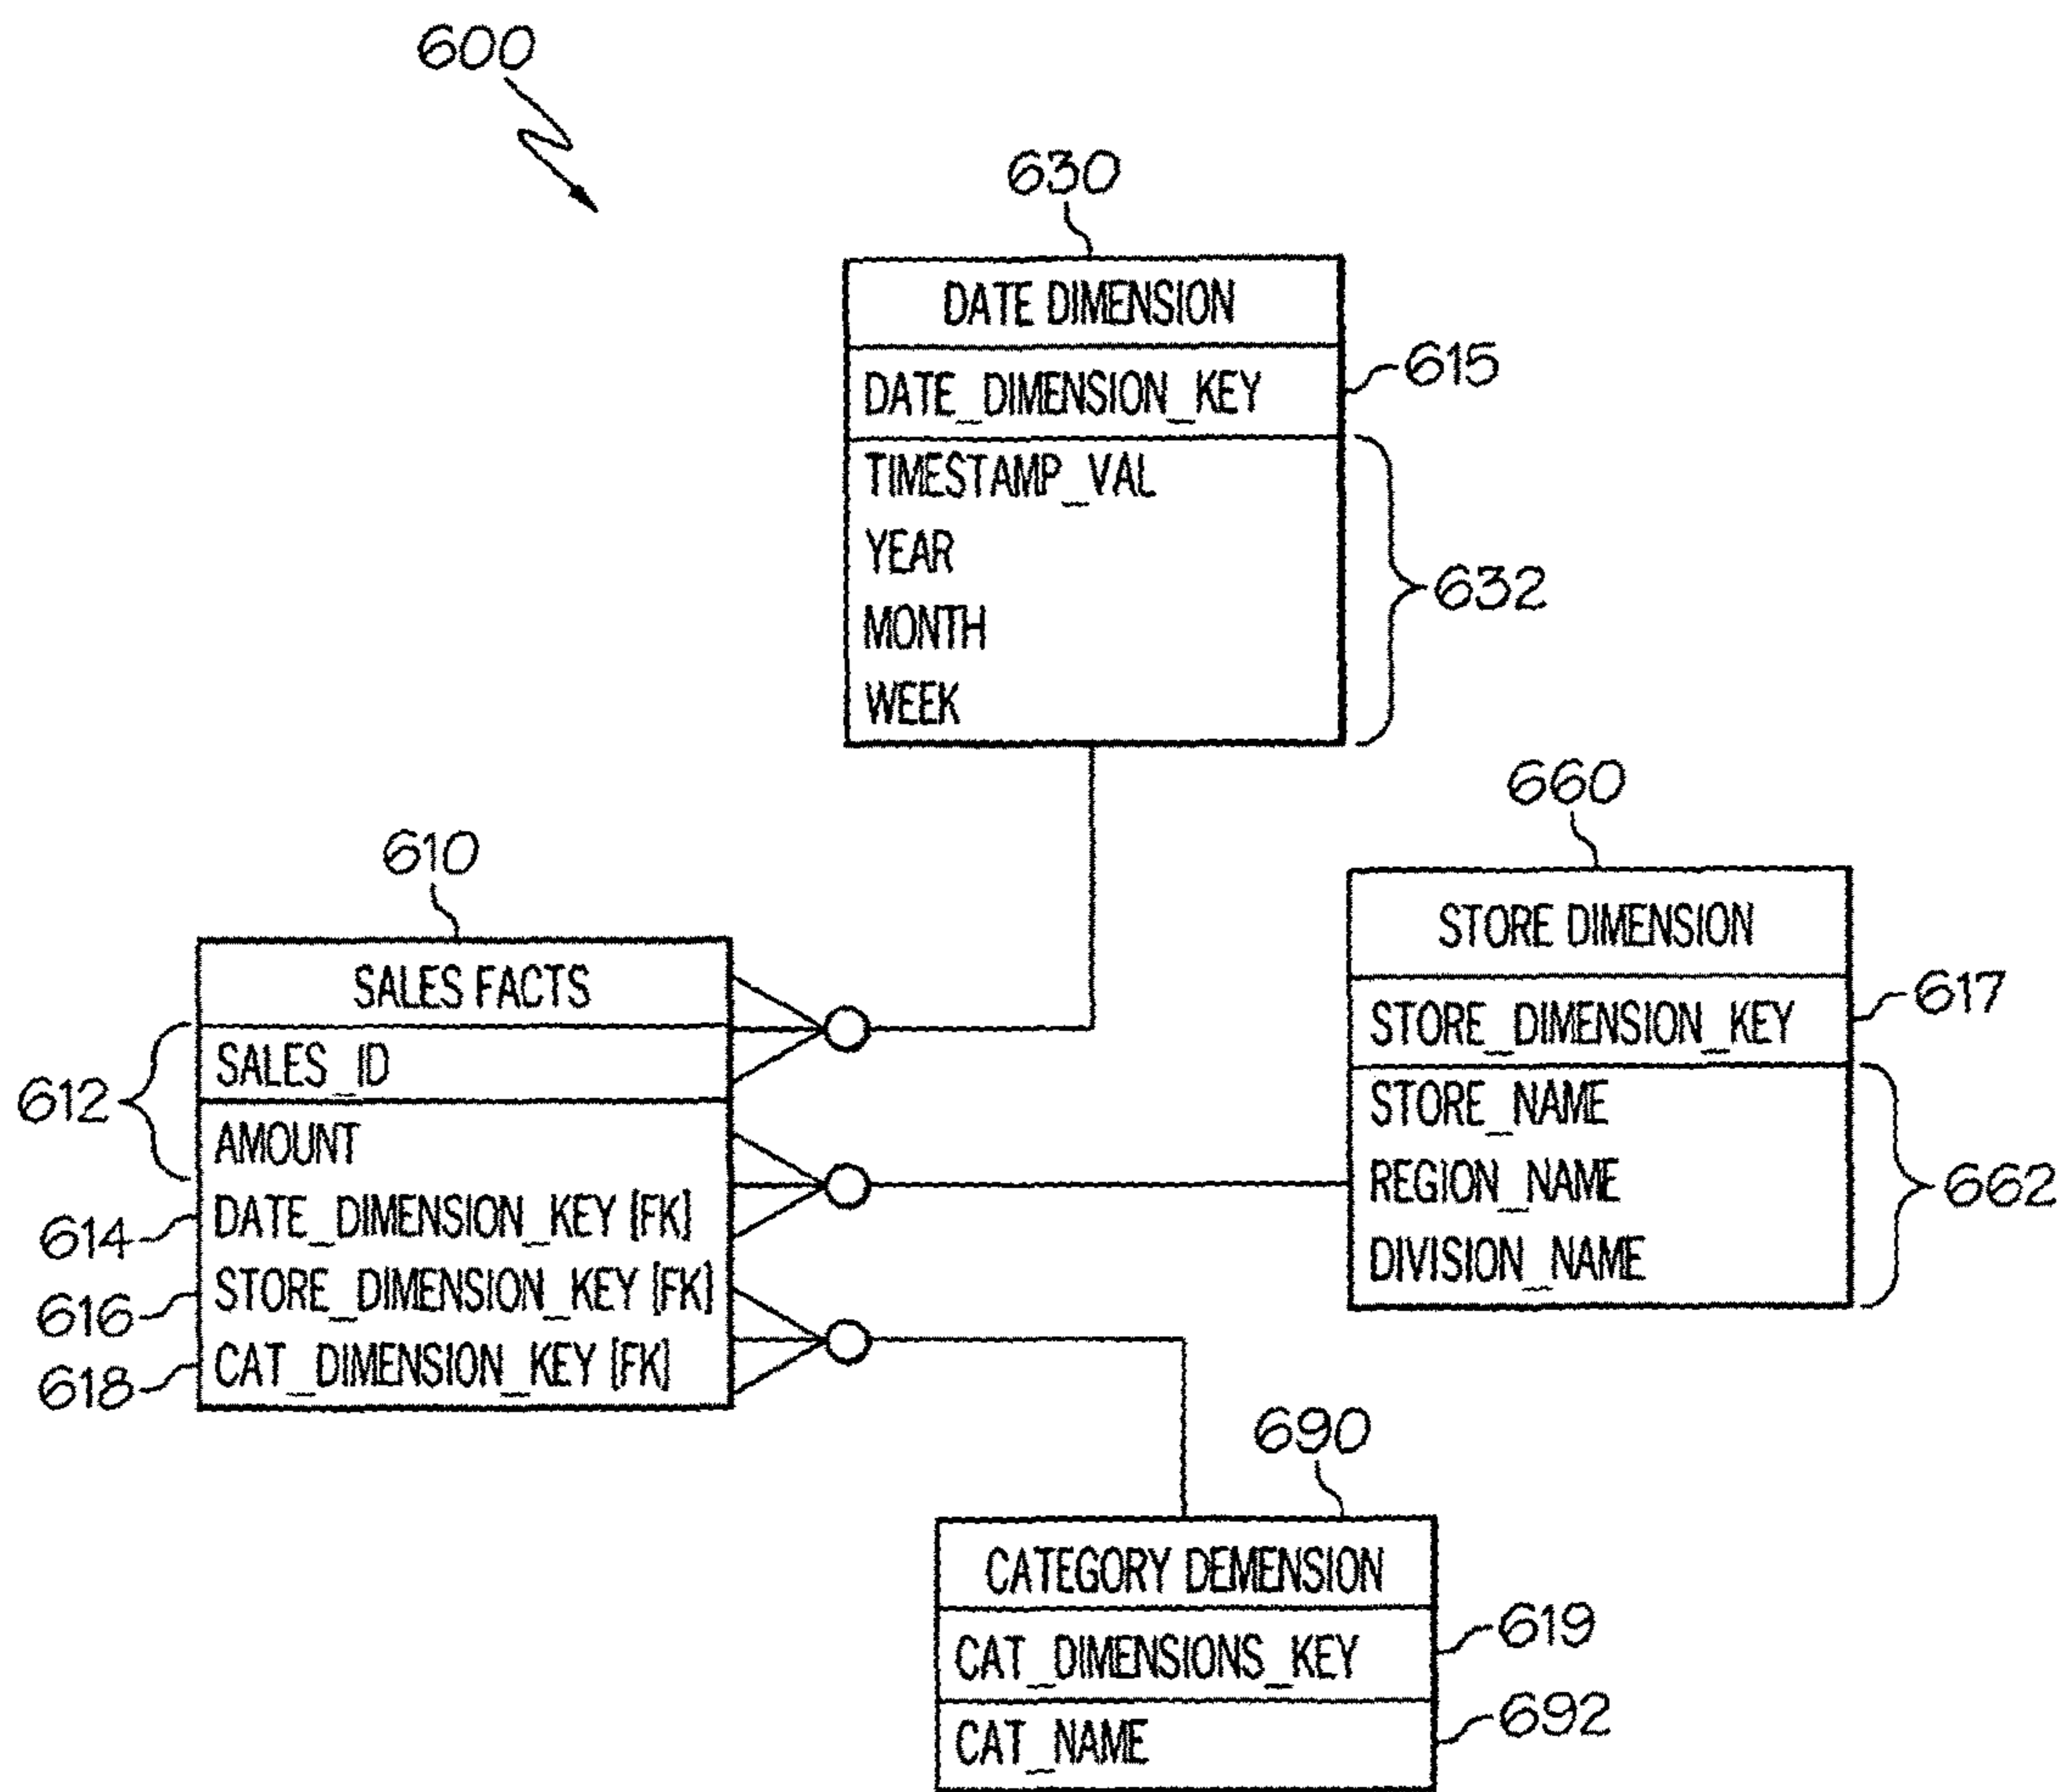 600
630
DATE DIMENSION
DATE_DIMENSION_KEY
615
TIMESTAMP_VAL
YEAR
MONTH
WEEK
632
660
STORE DIMENSION
STORE_DIMENSION_KEY
617
STORE_NAME
REGION_NAME
DIVISION_NAME
662
610
SALES FACTS
SALES_ID
612
AMOUNT
614
DATE_DIMENSION_KEY [FK]
616
STORE_DIMENSION_KEY [FK]
618
CAT_DIMENSION_KEY [FK]
690
CATEGORY DEMENSION
CAT_DIMENSIONS_KEY
619
CAT_NAME
692